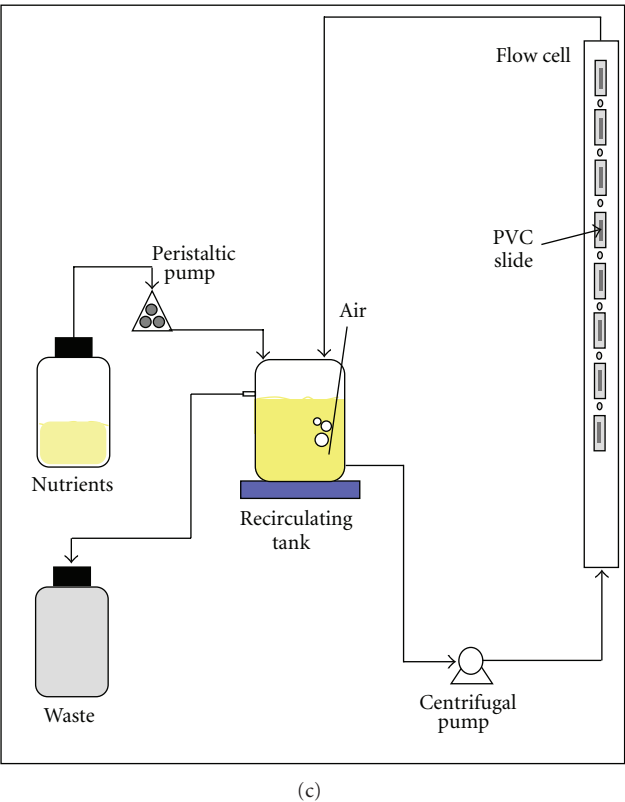 Flow cell
PVC
slide
Peristaltic
pump
Air
Nutrients
Recirculating
tank
Waste
Centrifugal
pump
(c)